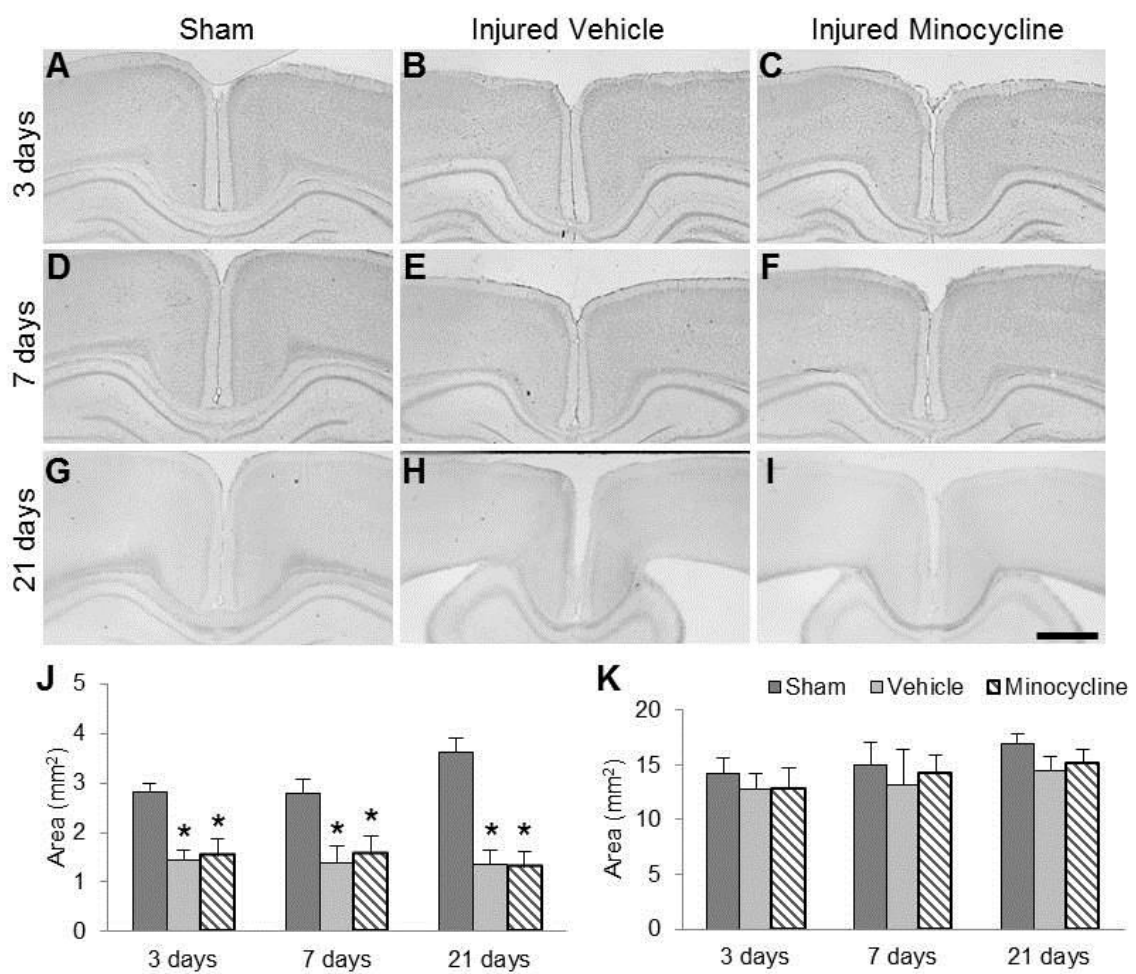 Sham Injured Vehicle Injured Minocycline
A B C
3 days
D E F
7 days
G H I
21 days
J
5
4
3
2
1
0
Area (mm²)
* * * * * *
3 days 7 days 21 days
K
Sham Vehicle Minocycline
20
15
10
5
0
Area (mm²)
3 days 7 days 21 days